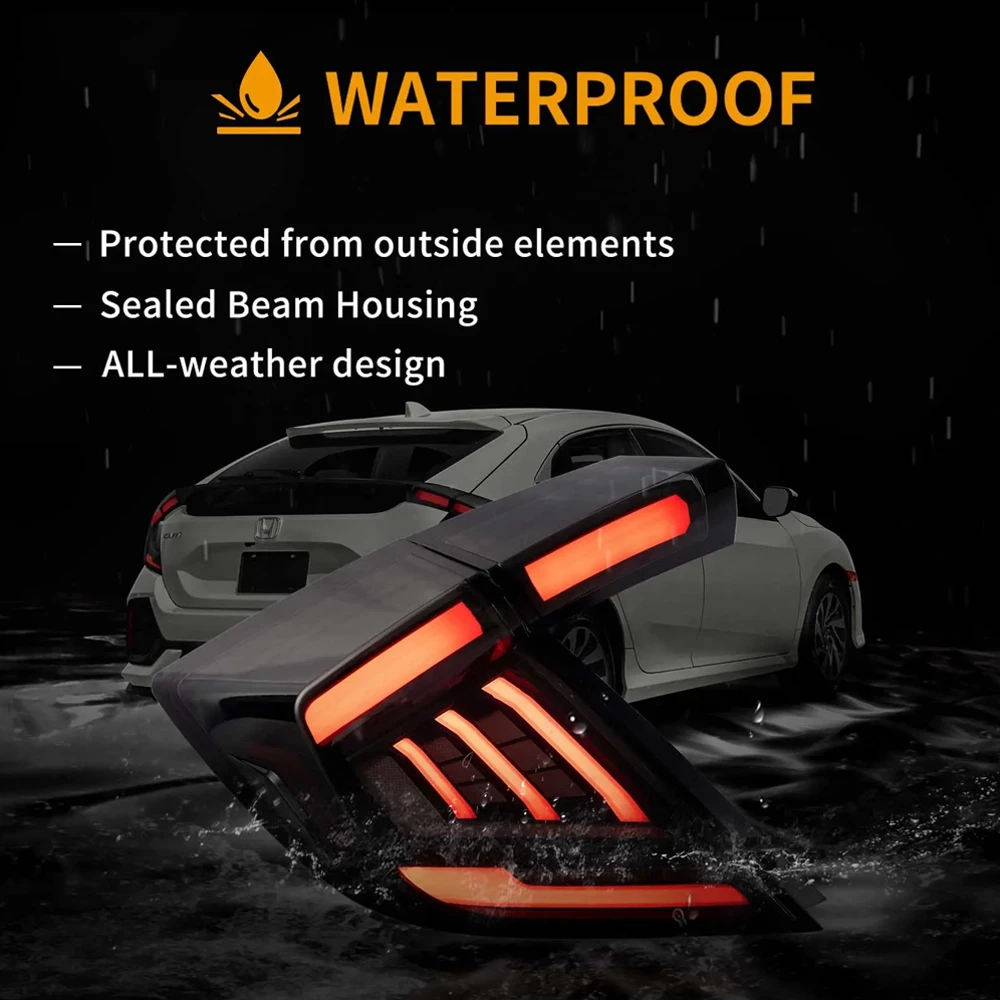 WATERPROOF
— Protected from outside elements
— Sealed Beam Housing
— ALL-weather design